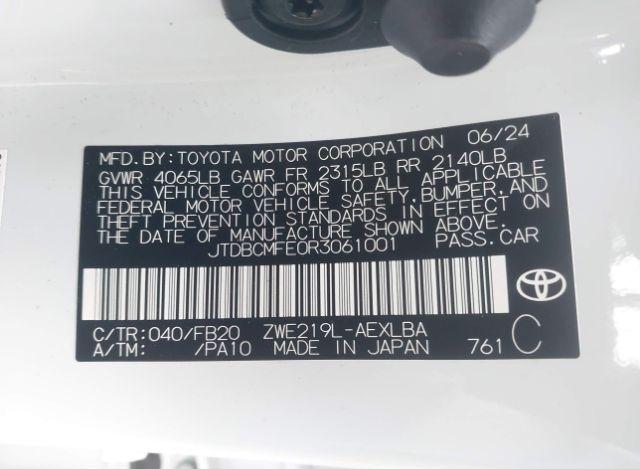 MFD.BY:TOYOTA MOTOR CORPORATION 06/24
GVWR 4065LB GAWR FR 2315LB RR 2140LB
THIS VEHICLE CONFORMS TO ALL APPLICABLE
FEDERAL MOTOR VEHICLE SAFETY,BUMPER,AND
THEFT PREVENTION STANDARDS IN EFFECT ON
THE DATE OF MANUFACTURE SHOWN ABOVE.
JTDBCMFE0R3061001 PASS.CAR
C/TR:040/FB20 ZWE219L-AEXLBA
A/TM: /PA10 MADE IN JAPAN 761 C